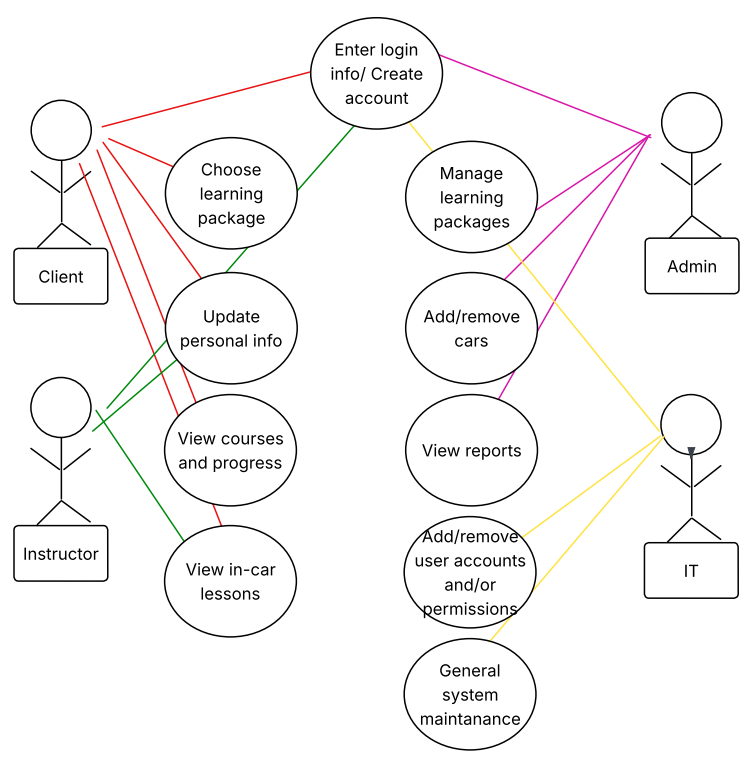 Enter login
info/ Create
account
Client
Choose
learning
package
Manage
learning
packages
Admin
Update
personal info
Add/remove
cars
View courses
and progress
View reports
Instructor
View in-car
lessons
Add/remove
user accounts
and/or
permissions
IT
General
system
maintanance